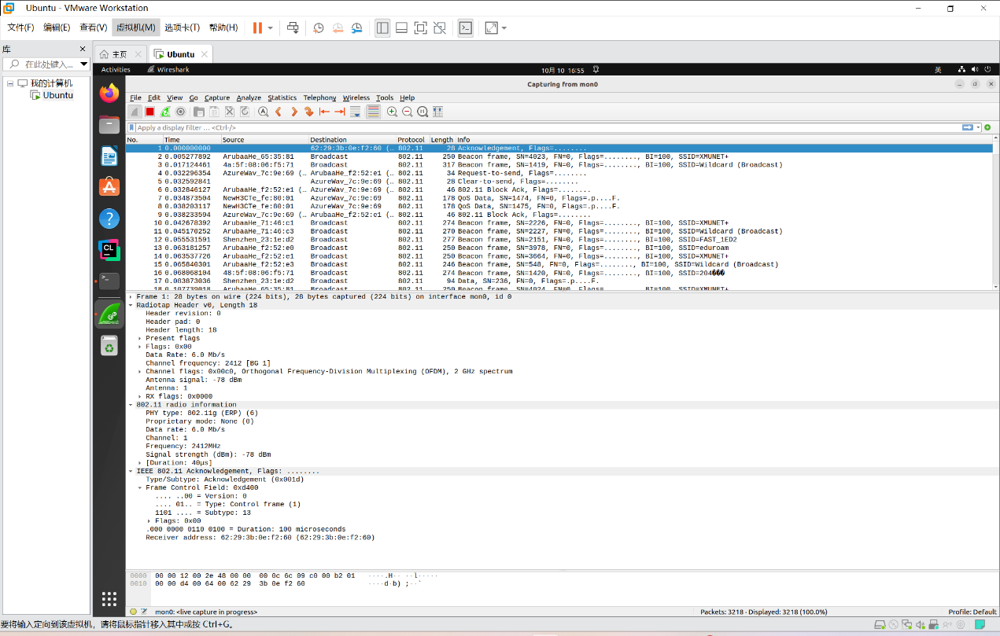 Ubuntu - VMware Workstation
文件(F) 编辑(E) 查看(V) 虚拟机(M) 选项卡(T) 帮助(H)
库
在此处键入...
我的计算机
Ubuntu
主页 Ubuntu
Activities Wireshark 10月 10 16:55 英
Capturing from mon0
File Edit View Go Capture Analyze Statistics Telephony Wireless Tools Help
Apply a display filter … <Ctrl-/>
No. Time Source Destination Protocol Length Info
1 0.000000000 62:29:3b:0e:f2:60 (… 802.11 28 Acknowledgement, Flags=........
2 0.005277892 ArubaaHe_65:35:81 Broadcast 802.11 250 Beacon frame, SN=4023, FN=0, Flags=........, BI=100, SSID=XMUNET+
3 0.017124461 4a:5f:08:06:f5:71 Broadcast 802.11 317 Beacon frame, SN=1419, FN=0, Flags=........, BI=100, SSID=Wildcard (Broadcast)
4 0.032296354 AzureWav_7c:9e:69 (… ArubaaHe_f2:52:e1 (… 802.11 34 Request-to-send, Flags=........
5 0.032592841 AzureWav_7c:9e:69 (… 802.11 28 Clear-to-send, Flags=........
6 0.032846127 ArubaaHe_f2:52:e1 (… AzureWav_7c:9e:69 (… 802.11 46 802.11 Block Ack, Flags=........
7 0.034873504 NewH3CTe_fe:80:01 AzureWav_7c:9e:69 802.11 178 QoS Data, SN=1474, FN=0, Flags=.p....F.
8 0.038203117 NewH3CTe_fe:80:01 AzureWav_7c:9e:69 802.11 178 QoS Data, SN=1475, FN=0, Flags=.p....F.
9 0.038233594 AzureWav_7c:9e:69 (… ArubaaHe_f2:52:e1 (… 802.11 46 802.11 Block Ack, Flags=........
10 0.042678392 ArubaaHe_71:46:c1 Broadcast 802.11 274 Beacon frame, SN=2226, FN=0, Flags=........, BI=100, SSID=XMUNET+
11 0.045170252 ArubaaHe_71:46:c3 Broadcast 802.11 270 Beacon frame, SN=2227, FN=0, Flags=........, BI=100, SSID=Wildcard (Broadcast)
12 0.055531591 Shenzhen_23:1e:d2 Broadcast 802.11 277 Beacon frame, SN=2151, FN=0, Flags=........, BI=100, SSID=FAST_1ED2
13 0.063181257 ArubaaHe_f2:52:e0 Broadcast 802.11 250 Beacon frame, SN=3978, FN=0, Flags=........, BI=100, SSID=eduroam
14 0.063537726 ArubaaHe_f2:52:e1 Broadcast 802.11 250 Beacon frame, SN=3664, FN=0, Flags=........, BI=100, SSID=XMUNET+
15 0.065840301 ArubaaHe_f2:52:e3 Broadcast 802.11 246 Beacon frame, SN=548, FN=0, Flags=........, BI=100, SSID=Wildcard (Broadcast)
16 0.068068104 48:5f:08:06:f5:71 Broadcast 802.11 274 Beacon frame, SN=1420, FN=0, Flags=........, BI=100, SSID=204���
17 0.083873036 Shenzhen_23:1e:d2 Broadcast 802.11 94 Data, SN=236, FN=0, Flags=.p....F.
18 0.107739018 ArubaaHe_65:35:81 Broadcast 802.11 250 Beacon frame, SN=4024, FN=0, Flags=........, BI=100, SSID=XMUNET+
Frame 1: 28 bytes on wire (224 bits), 28 bytes captured (224 bits) on interface mon0, id 0
Radiotap Header v0, Length 18
Header revision: 0
Header pad: 0
Header length: 18
Present flags
Flags: 0x00
Data Rate: 6.0 Mb/s
Channel frequency: 2412 [BG 1]
Channel flags: 0x00c0, Orthogonal Frequency-Division Multiplexing (OFDM), 2 GHz spectrum
Antenna signal: -78 dBm
Antenna: 1
RX flags: 0x0000
802.11 radio information
PHY type: 802.11g (ERP) (6)
Proprietary mode: None (0)
Data rate: 6.0 Mb/s
Channel: 1
Frequency: 2412MHz
Signal strength (dBm): -78 dBm
[Duration: 40µs]
IEEE 802.11 Acknowledgement, Flags: ........
Type/Subtype: Acknowledgement (0x001d)
Frame Control Field: 0xd400
.... ..00 = Version: 0
.... 01.. = Type: Control frame (1)
1101 .... = Subtype: 13
Flags: 0x00
.000 0000 0110 0100 = Duration: 100 microseconds
Receiver address: 62:29:3b:0e:f2:60 (62:29:3b:0e:f2:60)
0000 00 00 12 00 2e 48 00 00 00 0c 6c 09 c0 00 b2 01 ····.H·· ··l·····
0010 00 00 d4 00 64 00 62 29 3b 0e f2 60 ····d·b) ;··`
mon0: <live capture in progress> Packets: 3218 · Displayed: 3218 (100.0%) Profile: Default
要将输入定向到该虚拟机，请将鼠标指针移入其中或按 Ctrl+G。